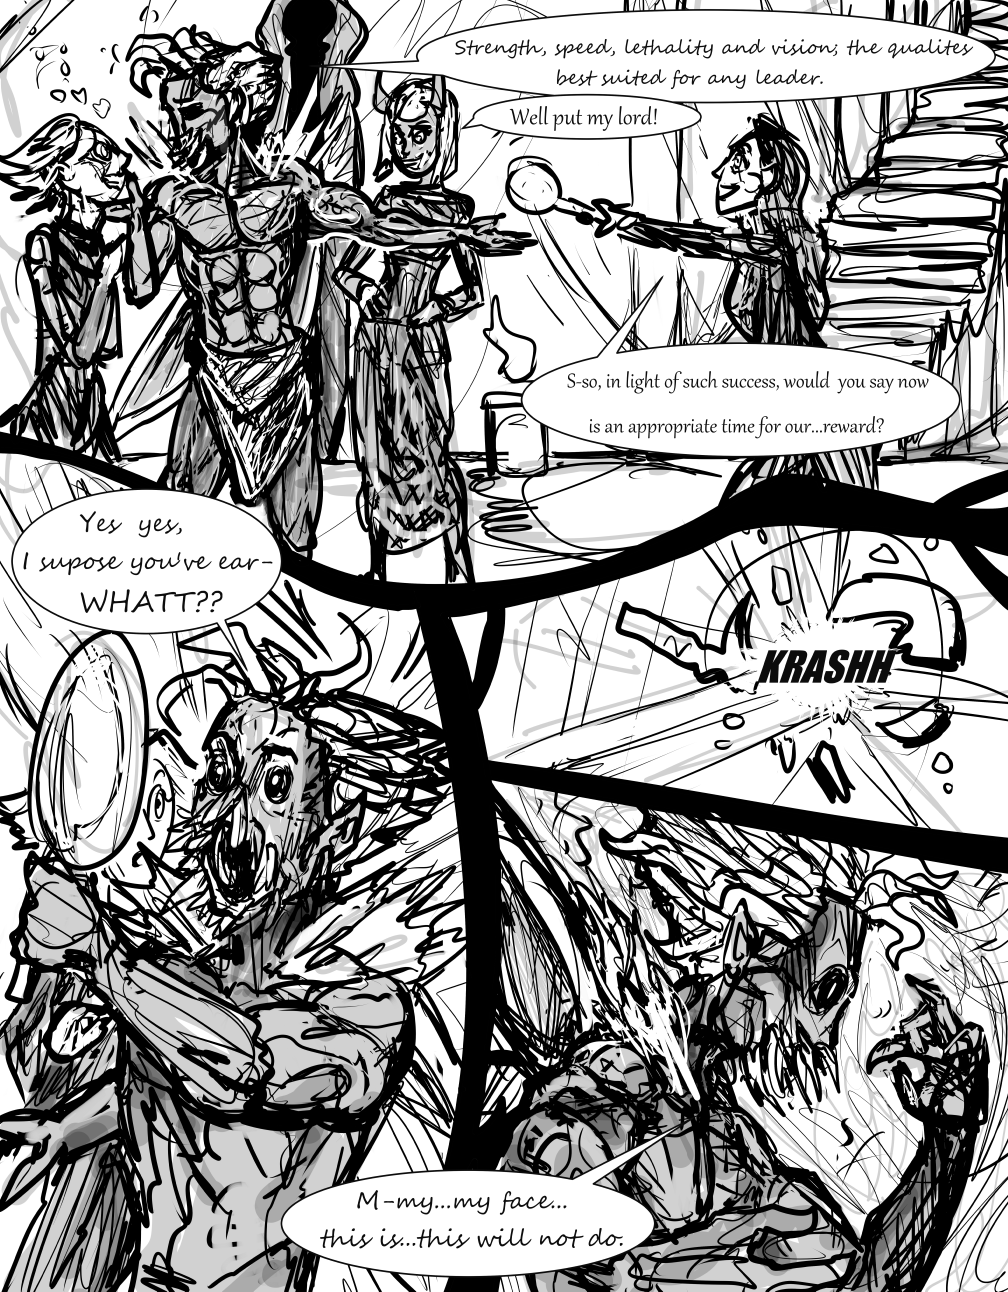 Strength, speed, lethality and vision; the qualites
best suited for any leader.
Well put my lord!
S-so, in light of such success, would you say now
is an appropriate time for our...reward?
Yes yes,
I supose you've ear-
WHATT??
KRASHH
M-my...my face...
this is...this will not do.